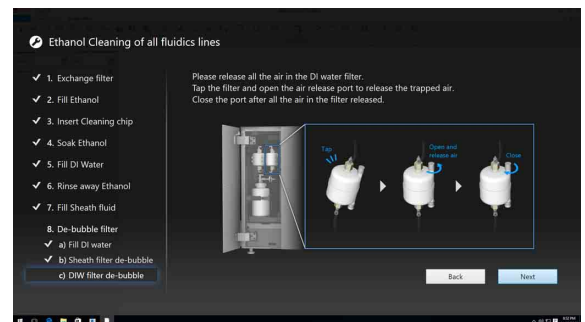 Ethanol Cleaning of all fluidics lines
1. Exchange filter
2. Fill Ethanol
3. Insert Cleaning chip
4. Soak Ethanol
5. Fill DI Water
6. Rinse away Ethanol
7. Fill Sheath fluid
8. De-bubble filter
a) Fill DI water
b) Sheath filter de-bubble
c) DIW filter de-bubble
Please release all the air in the DI water filter.
Tap the filter and open the air release port to release the trapped air.
Close the port after all the air in the filter released.
Tap
Open and
release air
Close
Back
Next